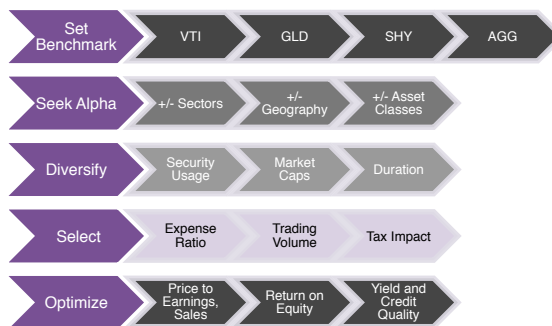 Set
Benchmark
VTI
GLD
SHY
AGG
Seek Alpha
+/- Sectors
+/-
Geography
+/- Asset
Classes
Diversify
Security
Usage
Market
Caps
Duration
Select
Expense
Ratio
Trading
Volume
Tax Impact
Optimize
Price to
Earnings,
Sales
Return on
Equity
Yield and
Credit
Quality